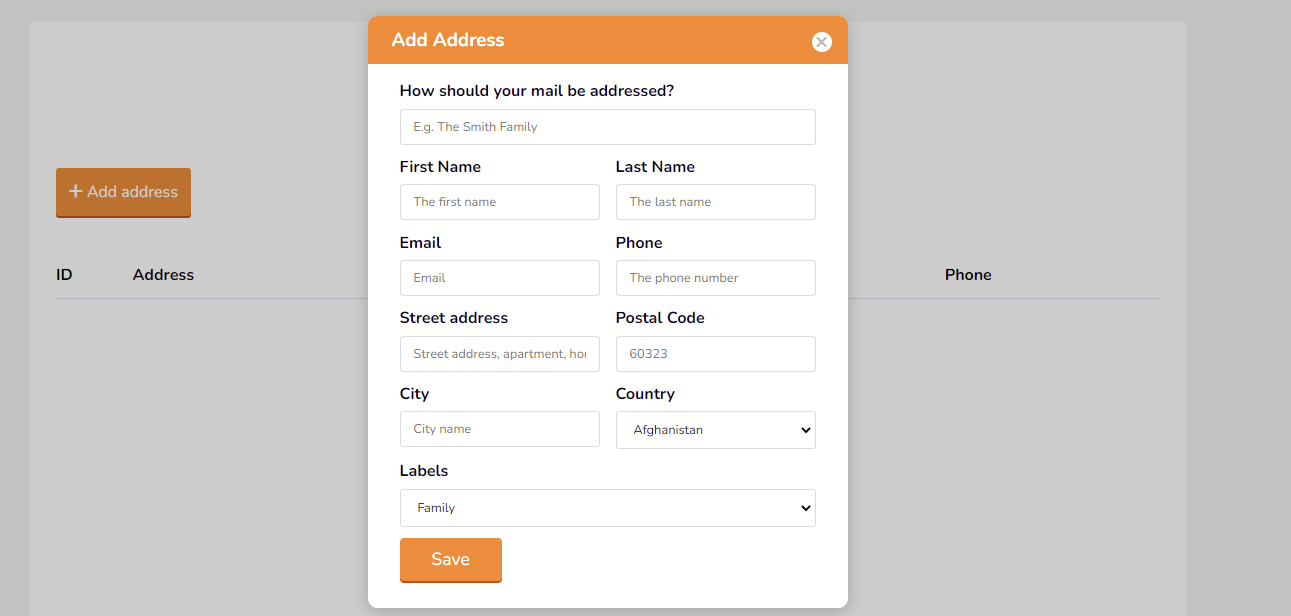 Add Address
How should your mail be addressed?
E.g. The Smith Family
First Name Last Name
The first name The last name
+ Add address
Email Phone
Email The phone number
ID Address Phone
Street address Postal Code
Street address, apartment, hou 60323
City Country
City name Afghanistan
Labels
Family
Save